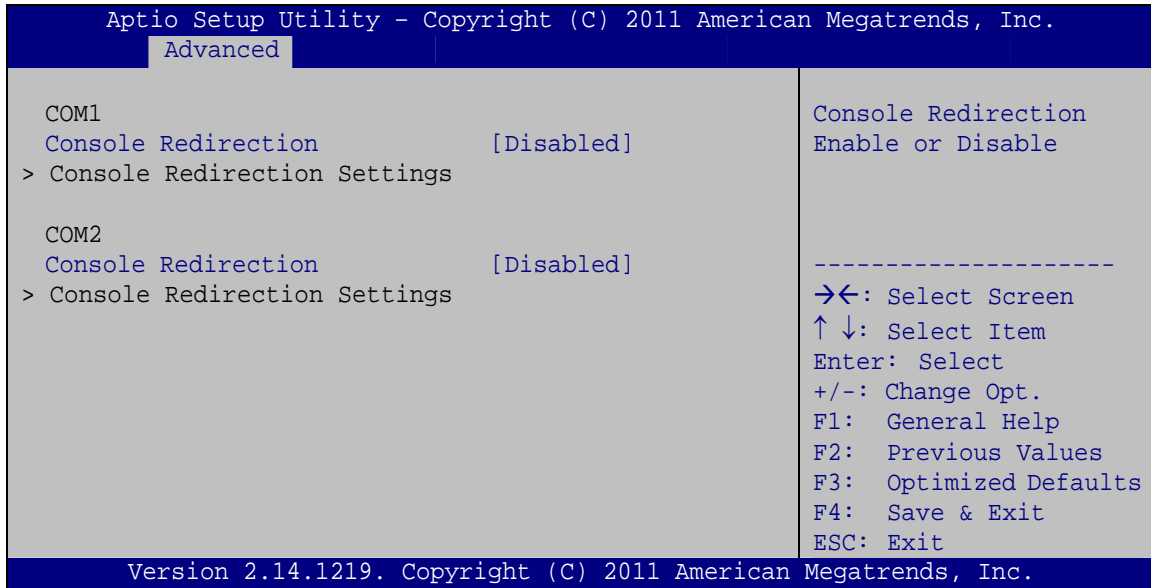 Aptio Setup Utility – Copyright (C) 2011 American Megatrends, Inc.
Advanced
COM1
Console Redirection [Disabled]
> Console Redirection Settings
COM2
Console Redirection [Disabled]
> Console Redirection Settings
Console Redirection
Enable or Disable
---------------------
→←: Select Screen
↑ ↓: Select Item
Enter: Select
+/-: Change Opt.
F1: General Help
F2: Previous Values
F3: Optimized Defaults
F4: Save & Exit
ESC: Exit
Version 2.14.1219. Copyright (C) 2011 American Megatrends, Inc.